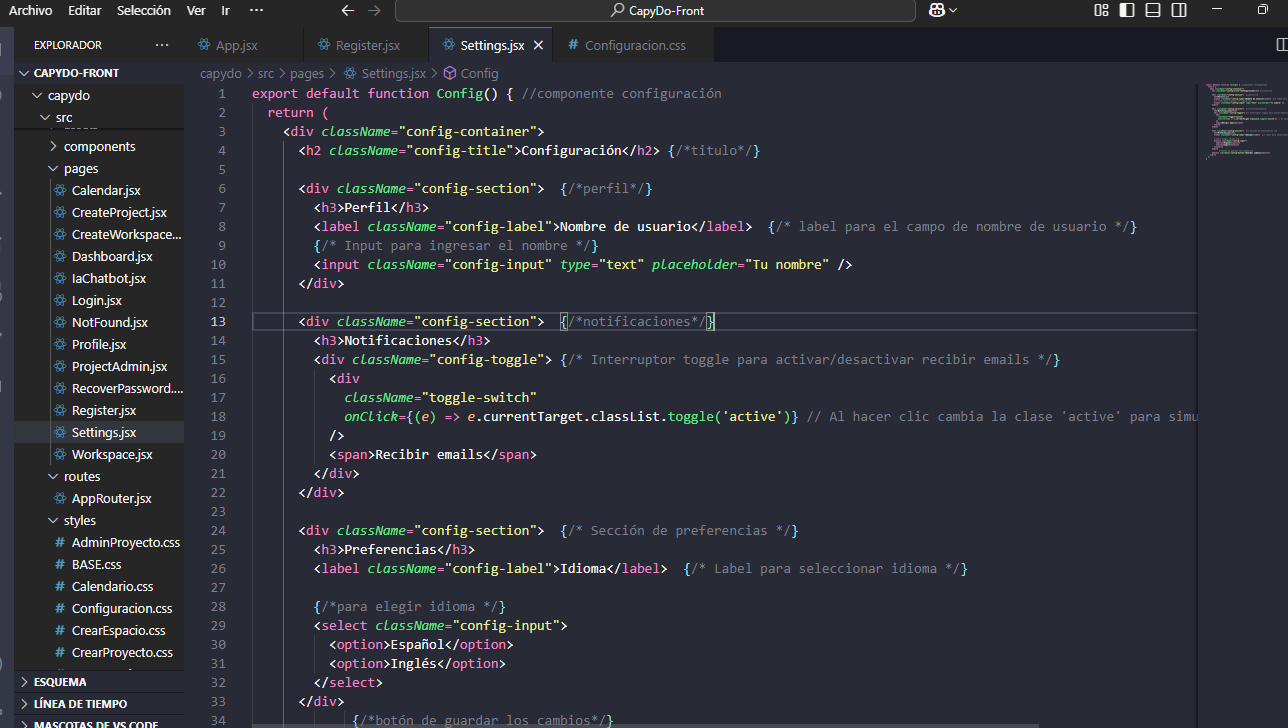 Archivo Editar Selección Ver Ir ··· CapyDo-Front
EXPLORADOR ···
App.jsx Register.jsx Settings.jsx Configuracion.css
CAPYDO-FRONT
capydo
src
components
pages
Calendar.jsx
CreateProject.jsx
CreateWorkspace...
Dashboard.jsx
IaChatbot.jsx
Login.jsx
NotFound.jsx
Profile.jsx
ProjectAdmin.jsx
RecoverPassword....
Register.jsx
Settings.jsx
Workspace.jsx
routes
AppRouter.jsx
styles
# AdminProyecto.css
# BASE.css
# Calendario.css
# Configuracion.css
# CrearEspacio.css
# CrearProyecto.css
ESQUEMA
LÍNEA DE TIEMPO
MASCOTAS DE VS CODE
capydo > src > pages > Settings.jsx > Config
1 export default function Config() { //componente configuración
2 return (
3 <div className="config-container">
4 <h2 className="config-title">Configuración</h2> {/*titulo*/}
5
6 <div className="config-section"> {/*perfil*/}
7 <h3>Perfil</h3>
8 <label className="config-label">Nombre de usuario</label> {/* label para el campo de nombre de usuario */}
9 {/* Input para ingresar el nombre */}
10 <input className="config-input" type="text" placeholder="Tu nombre" />
11 </div>
12
13 <div className="config-section"> {/*notificaciones*/}
14 <h3>Notificaciones</h3>
15 <div className="config-toggle"> {/* Interruptor toggle para activar/desactivar recibir emails */}
16 <div
17 className="toggle-switch"
18 onClick={(e) => e.currentTarget.classList.toggle('active')} // Al hacer clic cambia la clase 'active' para simu
19 />
20 <span>Recibir emails</span>
21 </div>
22 </div>
23
24 <div className="config-section"> {/* Sección de preferencias */}
25 <h3>Preferencias</h3>
26 <label className="config-label">Idioma</label> {/* Label para seleccionar idioma */}
27
28 {/*para elegir idioma */}
29 <select className="config-input">
30 <option>Español</option>
31 <option>Inglés</option>
32 </select>
33 </div>
34 {/*botón de guardar los cambios*/}